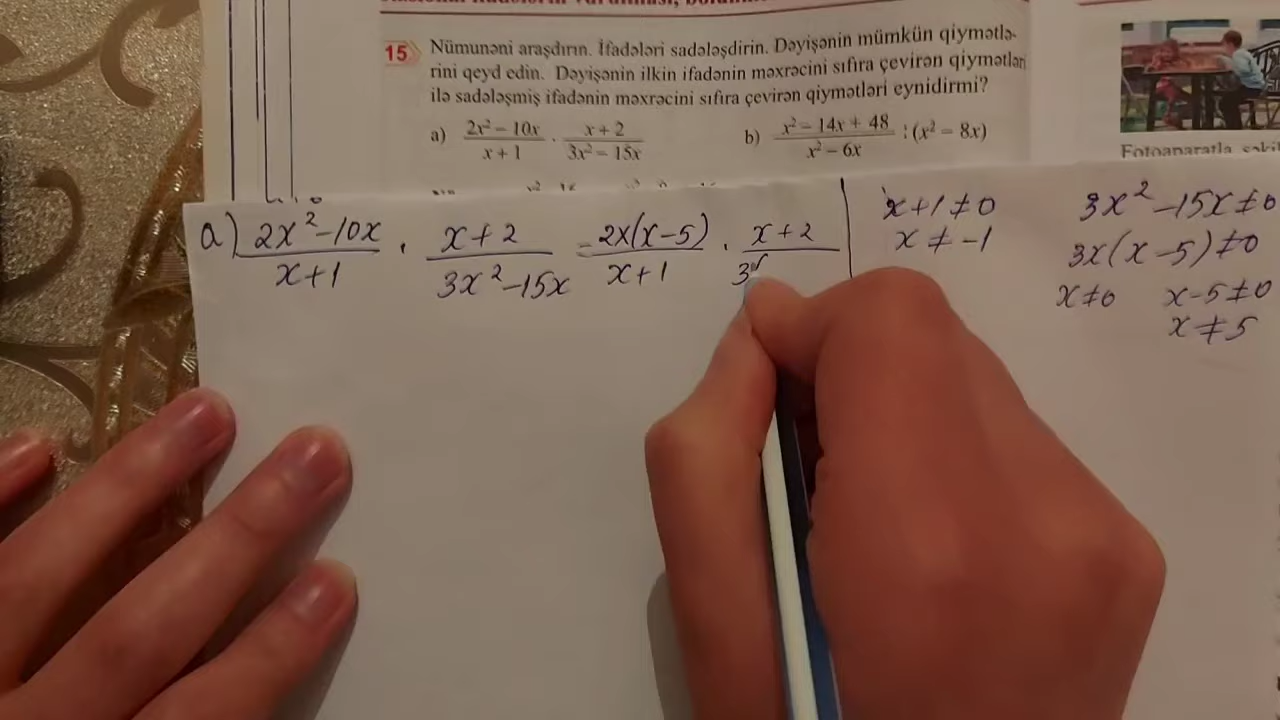 15 Nümunəni araşdırın. İfadələri sadələşdirin. Dəyişənin mümkün qiymətlə-
rini qeyd edin. Dəyişənin ilkin ifadənin məxrəcini sıfıra çevirən qiymətləri
ilə sadələşmiş ifadənin məxrəcini sıfıra çevirən qiymətləri eynidirmi?
a) (2x² − 10x)/(x + 1) · (x + 2)/(3x² − 15x) b) (x² − 14x + 48)/(x² − 6x) : (x² − 8x)
a) (2x²-10x)/(x+1) · (x+2)/(3x²-15x) = 2x(x-5)/(x+1) · (x+2)/3
x+1≠0
x ≠ -1
3x²-15x≠0
3x(x-5)≠0
x≠0 x-5≠0
x≠5